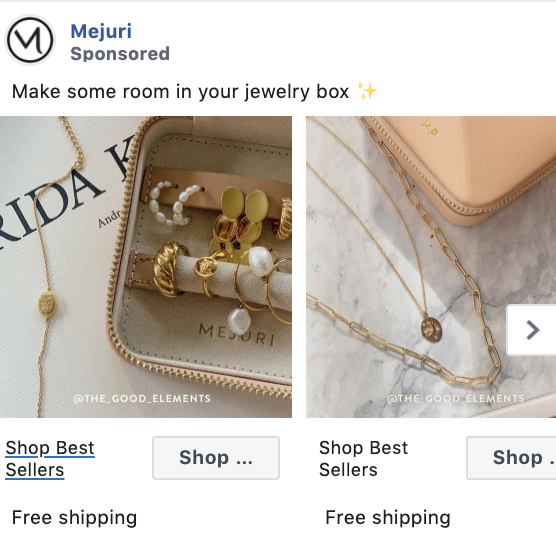 Mejuri
Sponsored
Make some room in your jewelry box ✨
RIDA K
Andr
MEJURI
@THE_GOOD_ELEMENTS
PP
@THE_GOOD_ELEMENTS
Shop Best
Sellers
Shop ...
Free shipping
Shop Best
Sellers
Shop .
Free shipping